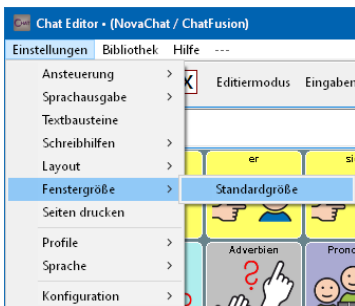 Chat Editor • (NovaChat / ChatFusion)
Einstellungen Bibliothek Hilfe ---
Ansteuerung
Sprachausgabe
Textbausteine
Schreibhilfen
Layout
Fenstergröße
Seiten drucken
Profile
Sprache
Konfiguration
Standardgröße
X Editiermodus Eingaben
er
Adverbien